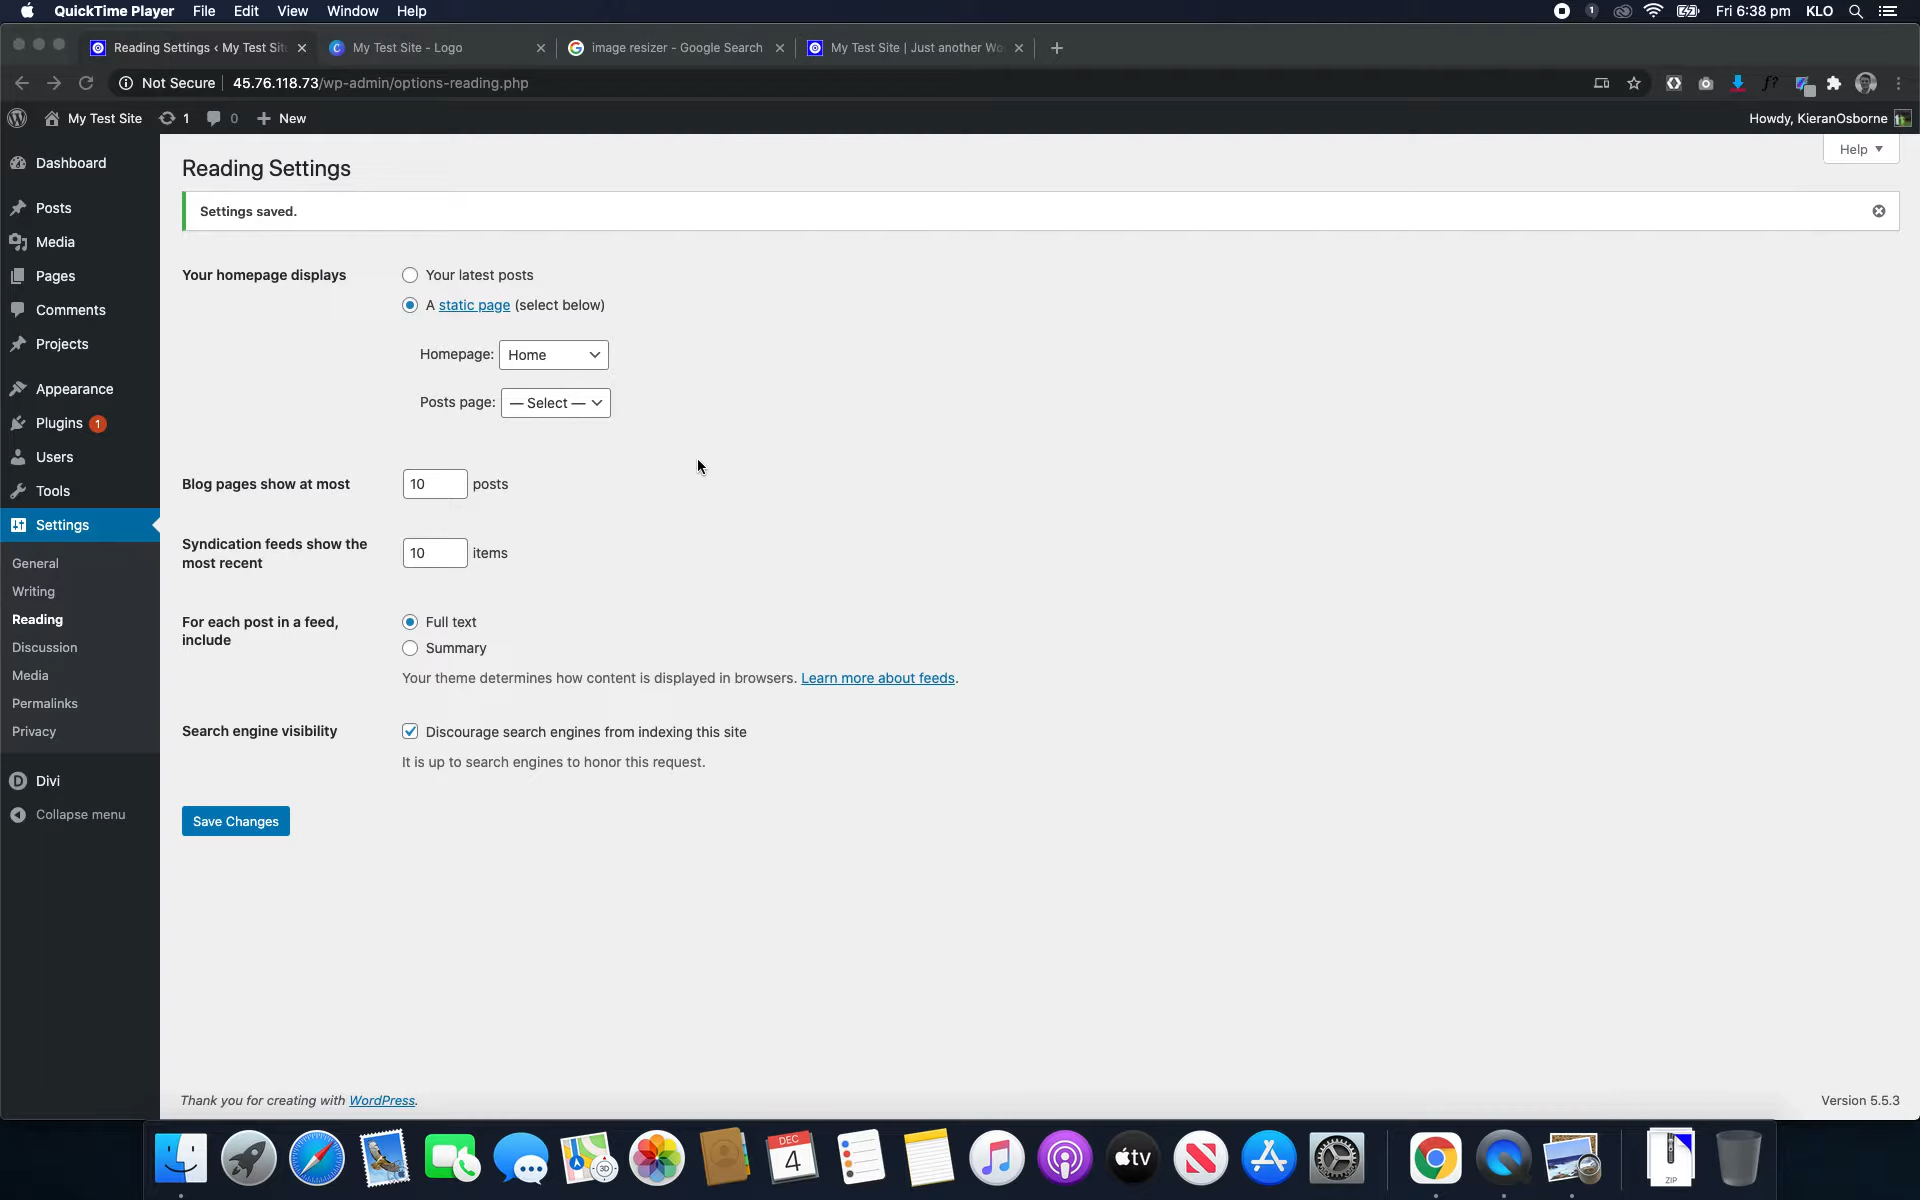 QuickTime Player File Edit View Window Help 1 Fri 6:38 pm KLO
Reading Settings ‹ My Test Sit
My Test Site - Logo
image resizer - Google Search
My Test Site | Just another Wo
Not Secure 45.76.118.73/wp-admin/options-reading.php
f?
My Test Site 1 0 New Howdy, KieranOsborne
Help
Dashboard
Posts
Media
Pages
Comments
Projects
Appearance
Plugins 1
Users
Tools
Settings
General
Writing
Reading
Discussion
Media
Permalinks
Privacy
Divi
Collapse menu
Reading Settings
Settings saved.
Your homepage displays
Your latest posts
A static page (select below)
Homepage: Home
Posts page: — Select —
Blog pages show at most 10 posts
Syndication feeds show the
most recent
10 items
For each post in a feed,
include
Full text
Summary
Your theme determines how content is displayed in browsers. Learn more about feeds.
Search engine visibility
Discourage search engines from indexing this site
It is up to search engines to honor this request.
Save Changes
Thank you for creating with WordPress.
Version 5.5.3
3D
DEC
4
tv
ZIP